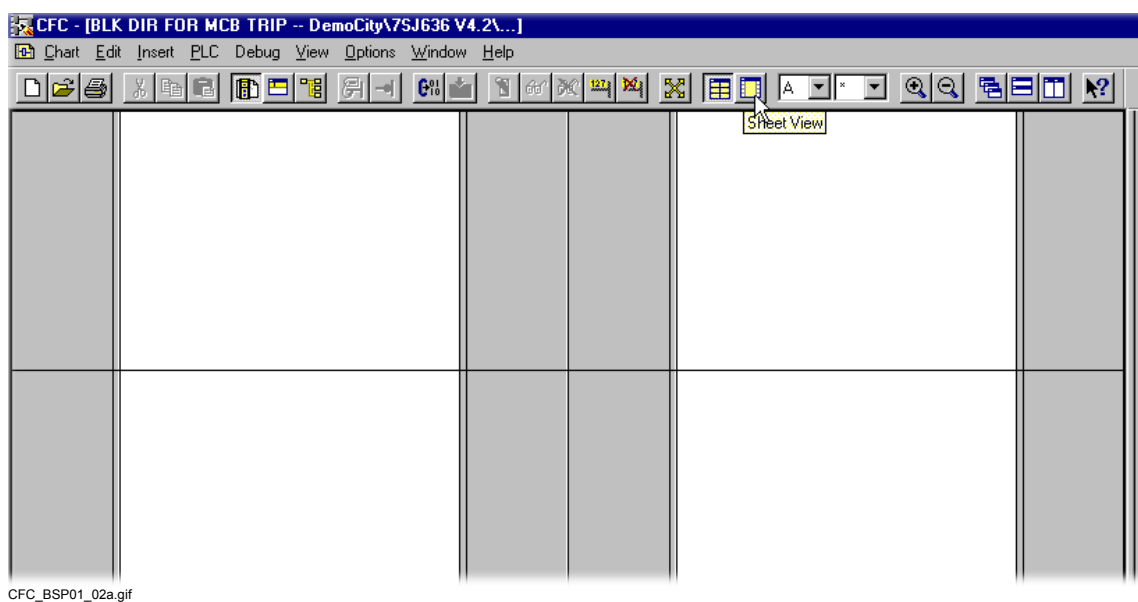 CFC - [BLK DIR FOR MCB TRIP -- DemoCity\7SJ636 V4.2\...]
Chart Edit Insert PLC Debug View Options Window Help
A *
Sheet View
CFC_BSP01_02a.gif